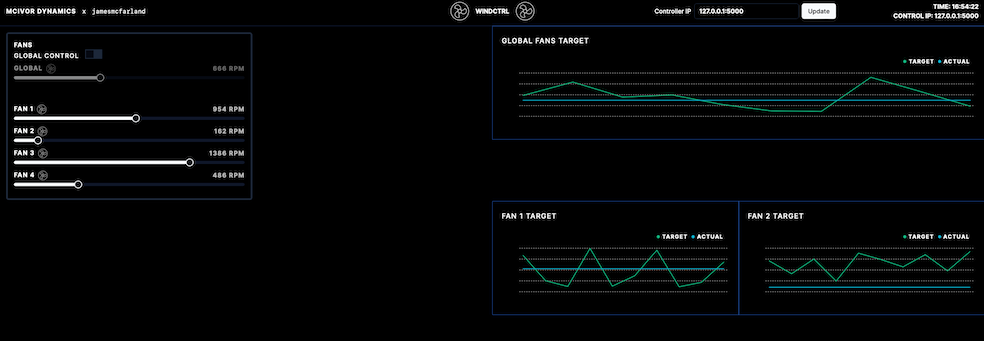 MCIVOR DYNAMICS x jamesmcfarland
WINDCTRL
Controller IP 127.0.0.1:5000 Update
TIME: 16:54:22
CONTROL IP: 127.0.0.1:5000
FANS
GLOBAL CONTROL
GLOBAL 666 RPM
FAN 1 954 RPM
FAN 2 162 RPM
FAN 3 1386 RPM
FAN 4 486 RPM
GLOBAL FANS TARGET
TARGET ACTUAL
FAN 1 TARGET
TARGET ACTUAL
FAN 2 TARGET
TARGET ACTUAL